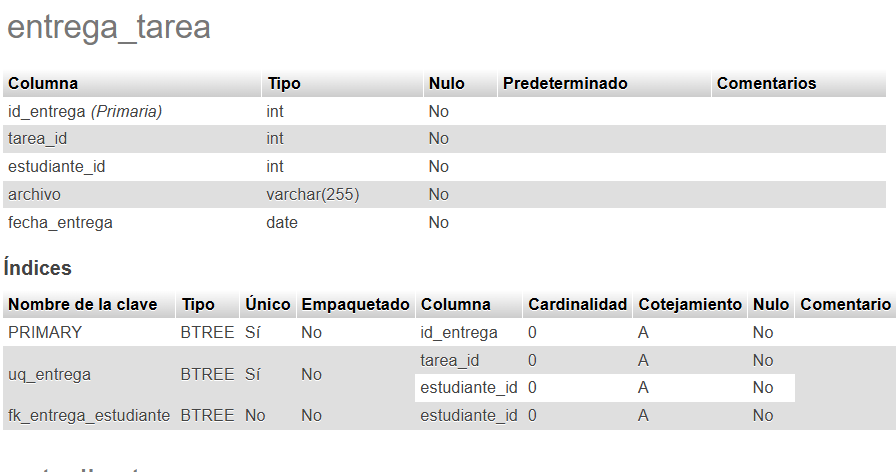 entrega_tarea
Columna Tipo Nulo Predeterminado Comentarios
id_entrega (Primaria) int No
tarea_id int No
estudiante_id int No
archivo varchar(255) No
fecha_entrega date No
Índices
Nombre de la clave Tipo Único Empaquetado Columna Cardinalidad Cotejamiento Nulo Comentario
PRIMARY BTREE Sí No id_entrega 0 A No
uq_entrega BTREE Sí No tarea_id 0 A No
estudiante_id 0 A No
fk_entrega_estudiante BTREE No No estudiante_id 0 A No